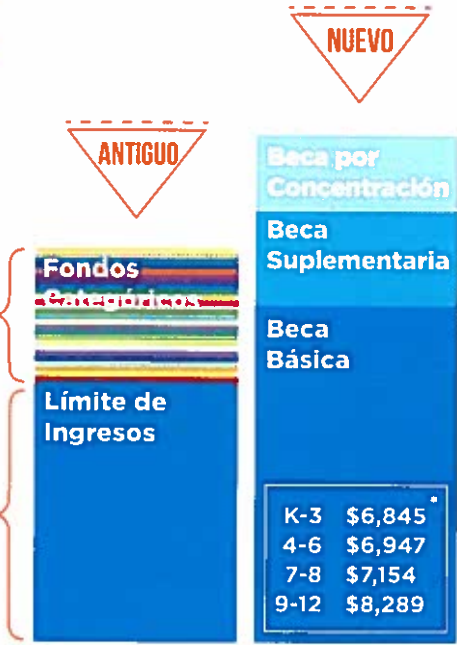 NUEVO
ANTIGUO
Beca por
Concentración
Beca
Suplementaria
Fondos
Categóricos
Beca
Básica
Límite de
Ingresos
K-3 $6,845*
4-6 $6,947
7-8 $7,154
9-12 $8,289